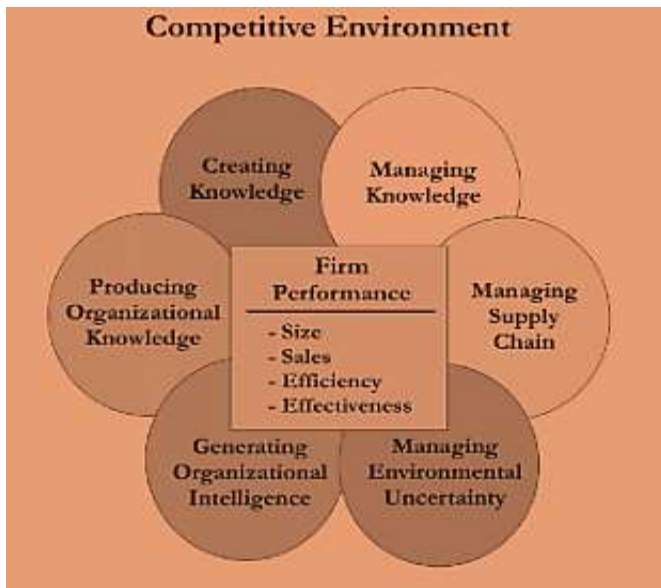 Competitive Environment
Creating
Knowledge
Managing
Knowledge
Producing
Organizational
Knowledge
Firm
Performance
- Size
- Sales
- Efficiency
- Effectiveness
Managing
Supply
Chain
Generating
Organizational
Intelligence
Managing
Environmental
Uncertainty